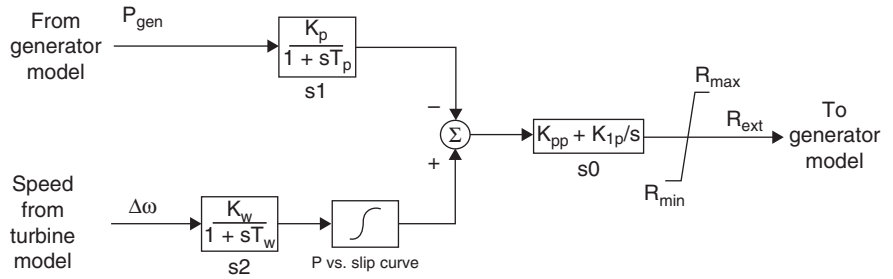 From
generator
model
P_gen
K_p
1 + sT_p
s1
−
Σ
+
K_pp + K_1p/s
s0
R_max
R_min
R_ext
To
generator
model
Speed
from
turbine
model
Δω
K_w
1 + sT_w
s2
P vs. slip curve